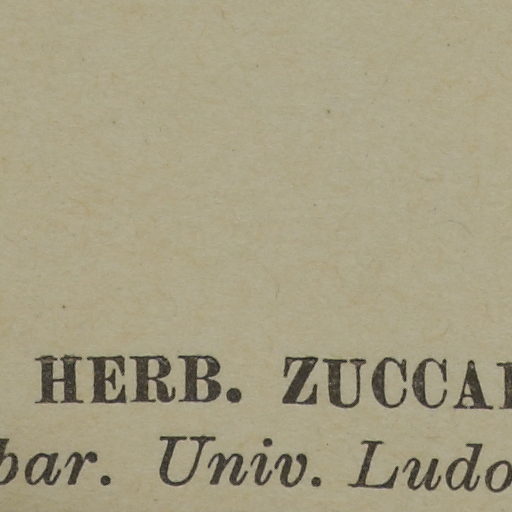 HERB. ZUCCA
bar. Univ. Ludo